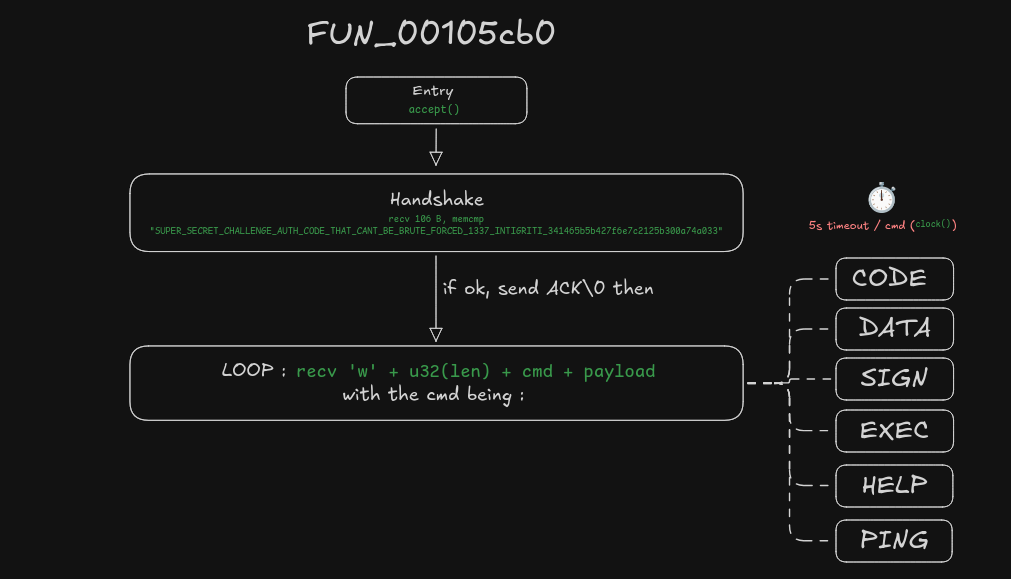 FUN_00105cb0
Entry
accept()
Handshake
recv 106 B, memcmp
"SUPER_SECRET_CHALLENGE_AUTH_CODE_THAT_CANT_BE_BRUTE_FORCED_1337_INTIGRITI_341465b5b427f6e7c2125b300a74a033"
5s timeout / cmd (clock())
if ok, send ACK\0 then
LOOP : recv 'w' + u32(len) + cmd + payload
with the cmd being :
CODE
DATA
SIGN
EXEC
HELP
PING